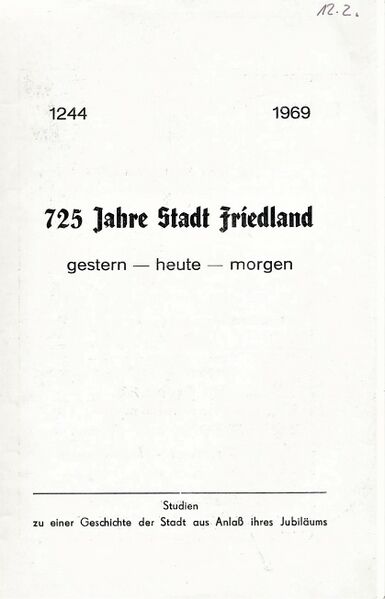 12.2.
1244 1969
725 Jahre Stadt Friedland
gestern — heute — morgen
Studien
zu einer Geschichte der Stadt aus Anlaß ihres Jubiläums